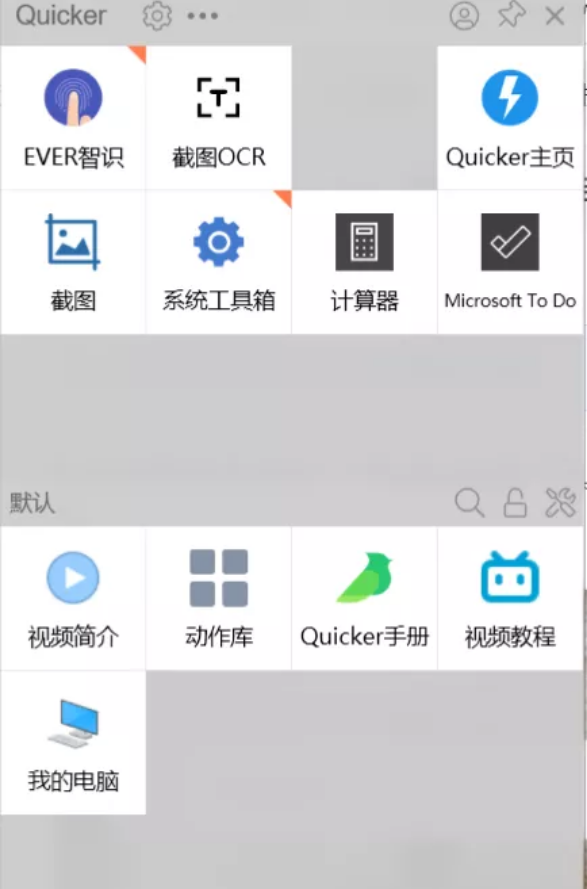 Quicker
EVER智识
截图OCR
Quicker主页
截图
系统工具箱
计算器
Microsoft To Do
默认
视频简介
动作库
Quicker手册
视频教程
我的电脑